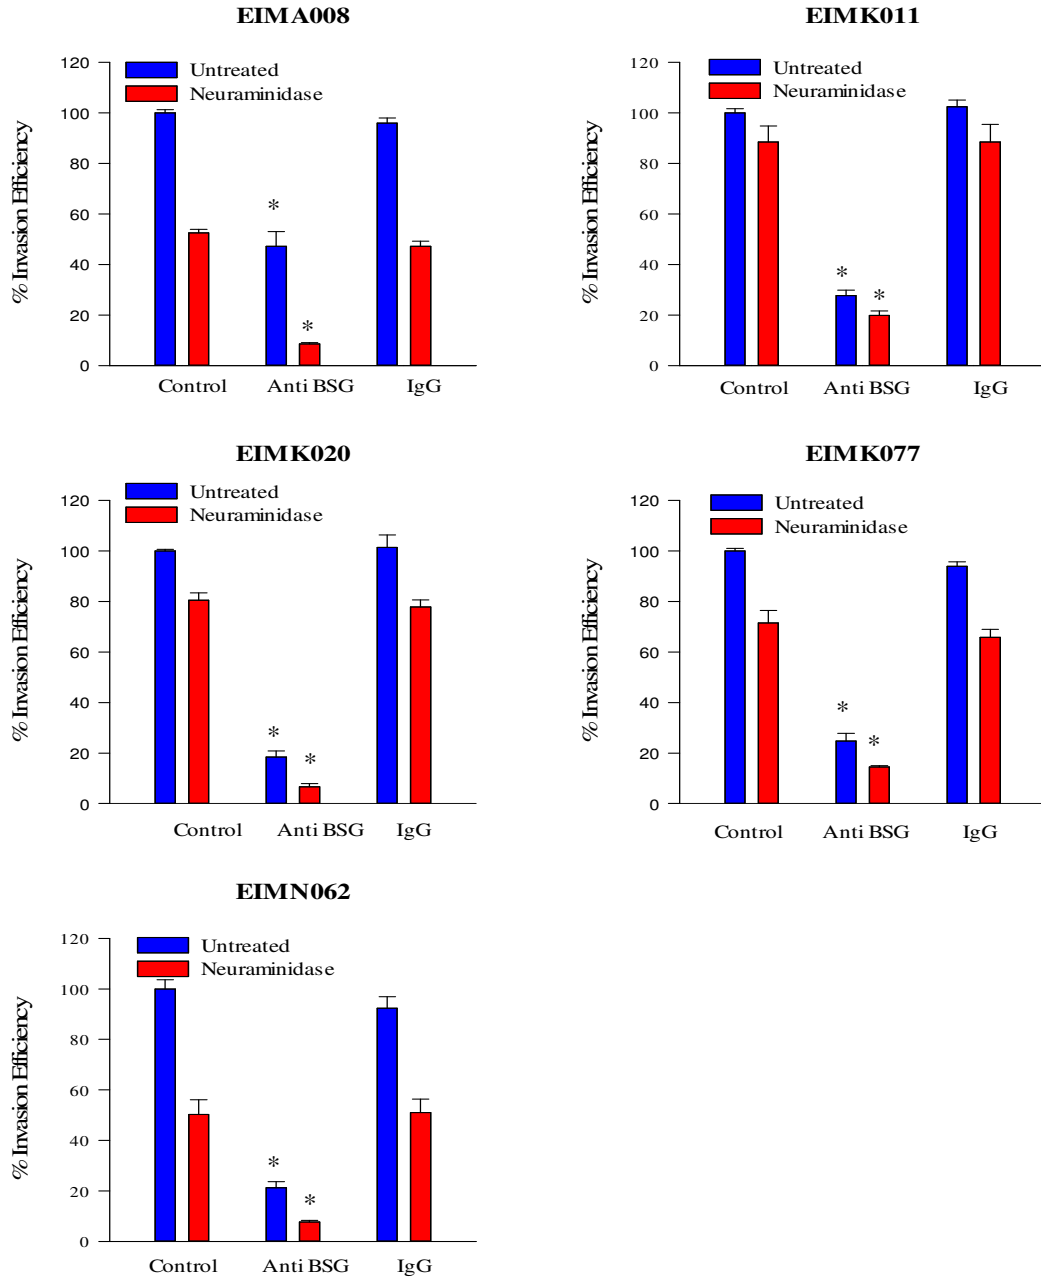 EIMA008
120
100
80
60
40
20
0
% Invasion Efficiency
Untreated
Neuraminidase
*
*
Control Anti BSG IgG
EIMK011
120
100
80
60
40
20
0
% Invasion Efficiency
Untreated
Neuraminidase
*
*
Control Anti BSG IgG
EIMK020
120
100
80
60
40
20
0
% Invasion Efficiency
Untreated
Neuraminidase
*
*
Control Anti BSG IgG
EIMK077
120
100
80
60
40
20
0
% Invasion Efficiency
Untreated
Neuraminidase
*
*
Control Anti BSG IgG
EIMN062
120
100
80
60
40
20
0
% Invasion Efficiency
Untreated
Neuraminidase
*
*
Control Anti BSG IgG